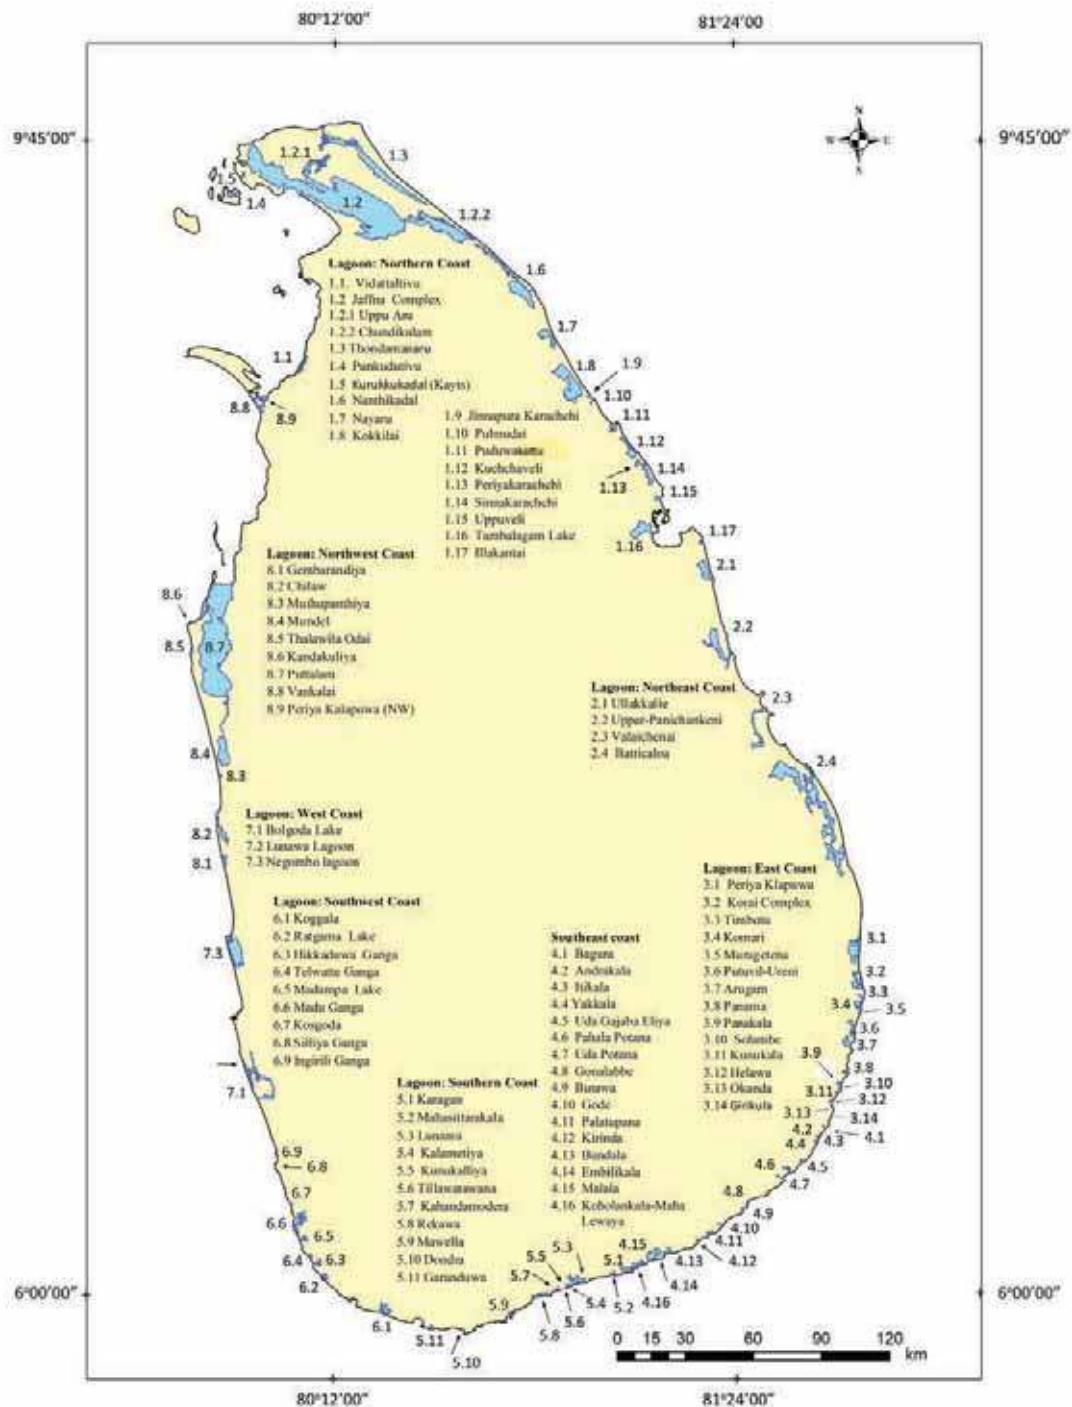 80°12'00"
81°24'00
9°45'00"
9°45'00"
N
W
E
S
1.2.1
1.3
1.5
1.4
1.2
1.2.2
1.6
1.7
1.8
1.9
1.10
1.11
1.12
1.14
1.13
1.15
1.16
1.17
1.1
8.8
8.9
Lagoon: Northern Coast
1.1. Vidattaltivu
1.2 Jaffna Complex
1.2.1 Uppu Aru
1.2.2 Chundikulam
1.3 Thondamanaru
1.4 Punkudutivu
1.5 Kurukkukadal (Kayts)
1.6 Nanthikadal
1.7 Nayaru
1.8 Kokkilai
1.9 Jinnapura Karachchi
1.10 Pulmudai
1.11 Puduwakattu
1.12 Kuchchaveli
1.13 Periyakarachchi
1.14 Sinnakarachchi
1.15 Uppuveli
1.16 Tambalagam Lake
1.17 Illakantai
2.1
2.2
2.3
2.4
Lagoon: Northwest Coast
8.1 Gembarandiya
8.2 Chilaw
8.3 Muthupanthiya
8.4 Mundel
8.5 Thalawila Odai
8.6 Kandakuliya
8.7 Puttalam
8.8 Vankalai
8.9 Periya Kalapuwa (NW)
8.6
8.5
8.7
8.4
8.3
8.2
8.1
Lagoon: Northeast Coast
2.1 Ullakkalie
2.2 Upper-Panichankeni
2.3 Valaichenai
2.4 Batticaloa
Lagoon: West Coast
7.1 Bolgoda Lake
7.2 Lunawa Lagoon
7.3 Negombo lagoon
Lagoon: East Coast
3.1 Periya Klapuwa
3.2 Korai Complex
3.3 Timbutu
3.4 Komari
3.5 Murugetena
3.6 Putuvil-Ureni
3.7 Arugam
3.8 Panama
3.9 Panakala
3.10
3.11 Kunukala
3.12 Helawa
3.13 Okanda
3.14 Girikula
Lagoon: Southwest Coast
6.1 Koggala
6.2 Ratgama Lake
6.3 Hikkaduwa Ganga
6.4 Telwatte Ganga
6.5 Madampa Lake
6.6 Madu Ganga
6.7 Kosgoda
6.8 Silliya Ganga
6.9 Ingirili Ganga
Southeast coast
4.1 Bagura
4.2 Andrakala
4.3 Itikala
4.4 Yakkala
4.5 Uda Gajaba Eliya
4.6 Pahala Potana
4.7 Uda Potana
4.8 Gonalabbe
4.9 Butawa
4.10 Gode
4.11 Palatupana
4.12 Kirinda
4.13 Bundala
4.14 Embilikala
4.15 Malala
4.16 Koholankala-Maha
Lewaya
Lagoon: Southern Coast
5.1 Karagan
5.2 Mahasittarakala
5.3 Lunama
5.4 Kalametiya
5.5 Kunukalliya
5.6 Tillawatawana
5.7 Kahandamodera
5.8 Rekawa
5.9 Mawella
5.10 Dondra
5.11 Garanduwa
7.3
7.1
6.9
6.8
6.7
6.6
6.5
6.4
6.3
6.2
6.1
5.11
5.10
5.9
5.8
5.7
5.6
5.5
5.4
5.3
5.2
5.1
4.16
4.15
4.14
4.13
4.12
4.11
4.10
4.9
4.8
4.7
4.6
4.5
4.4
4.3
4.2
4.1
3.14
3.13
3.12
3.11
3.10
3.9
3.8
3.7
3.6
3.5
3.4
3.3
3.2
3.1
6°00'00"
6°00'00"
0 15 30 60 90 120
km
80°12'00"
81°24'00"